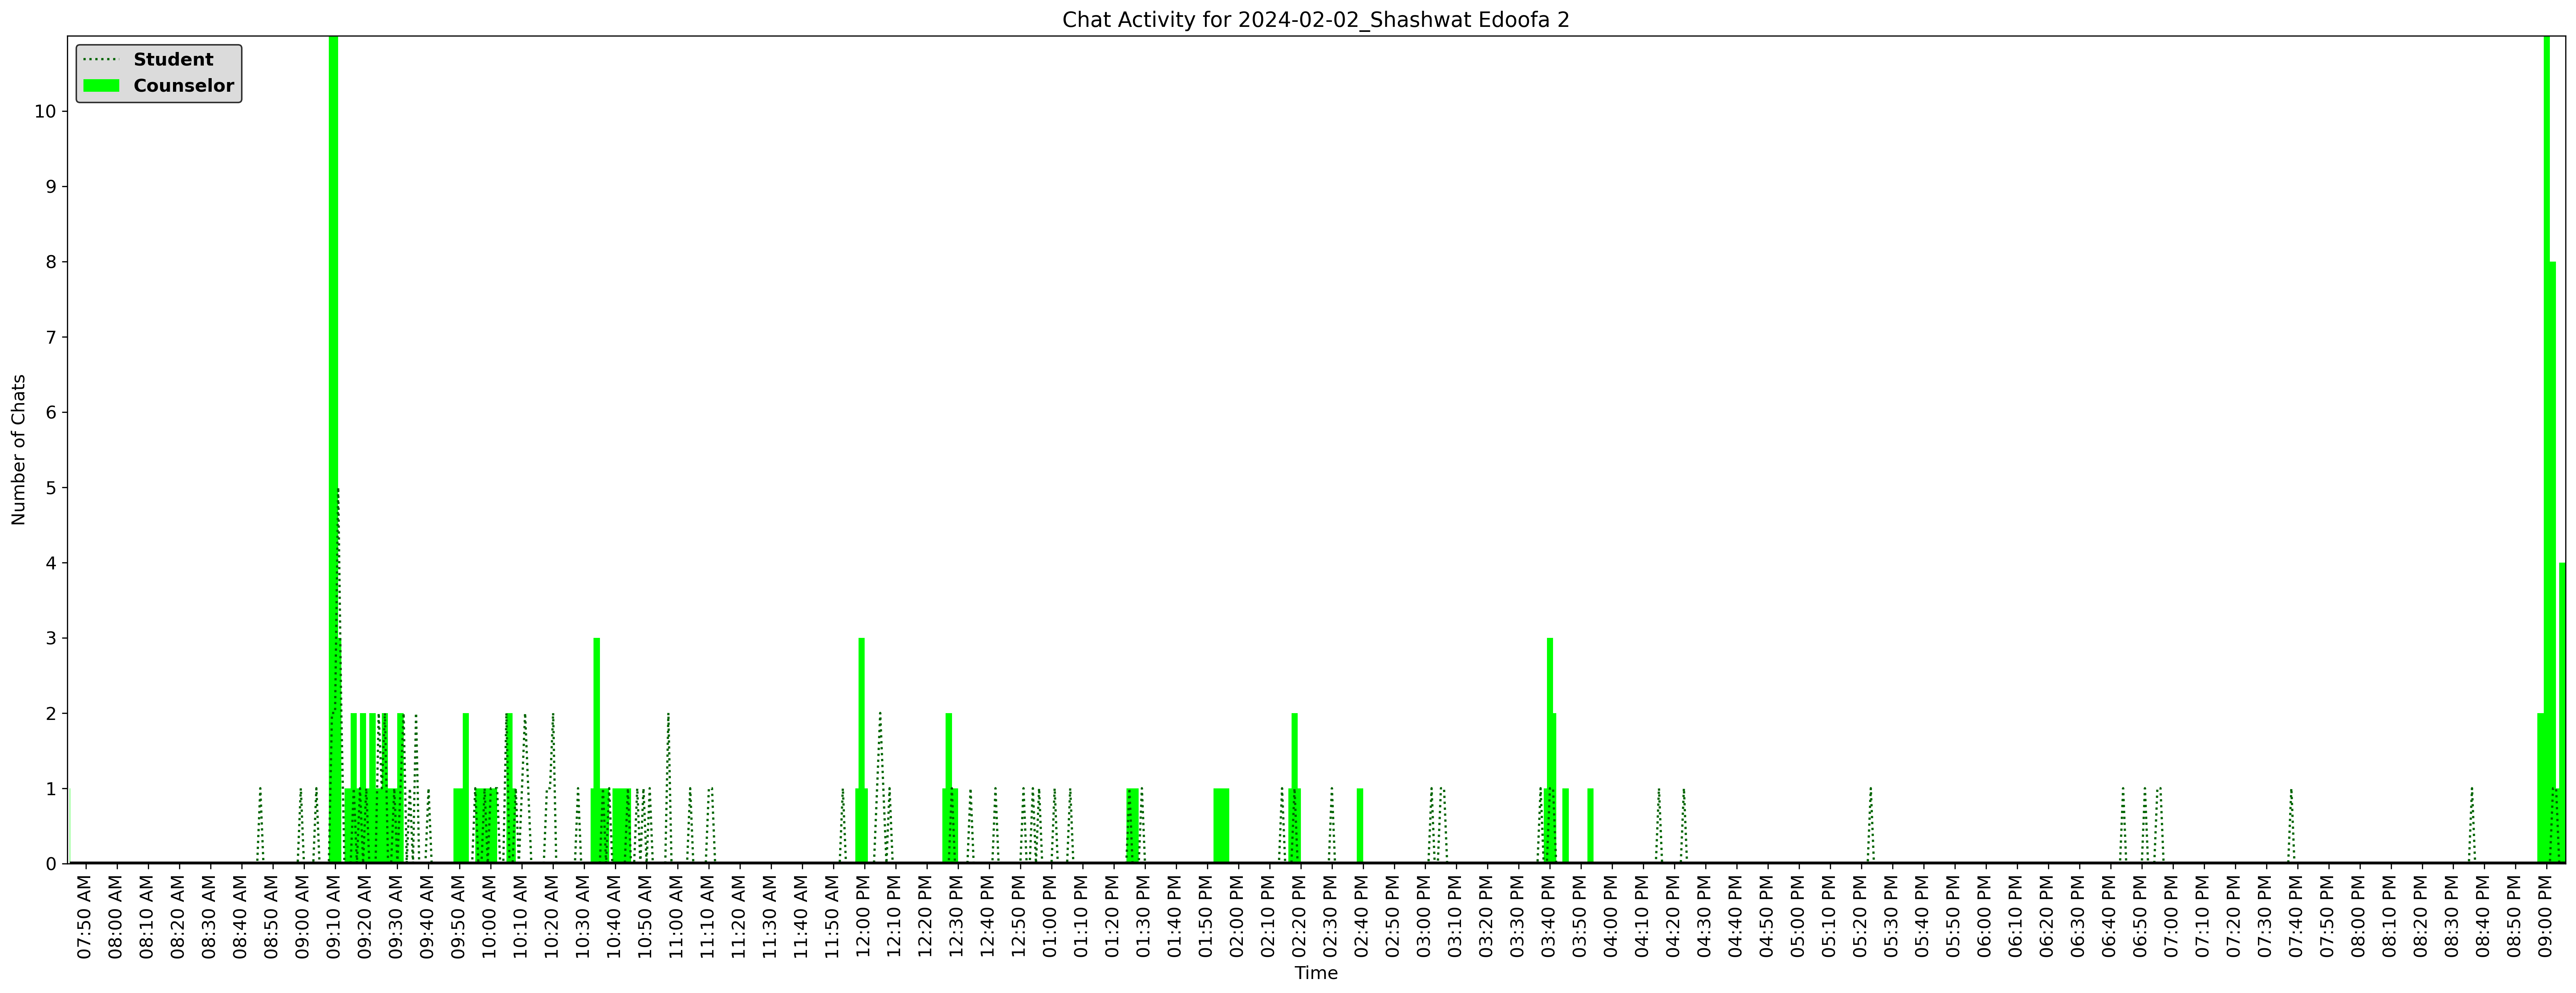 Chat Activity for 2024-02-02_Shashwat Edoofa 2
Student
Counselor
Number of Chats
10
9
8
7
6
5
4
3
2
1
0
07:50 AM
08:00 AM
08:10 AM
08:20 AM
08:30 AM
08:40 AM
08:50 AM
09:00 AM
09:10 AM
09:20 AM
09:30 AM
09:40 AM
09:50 AM
10:00 AM
10:10 AM
10:20 AM
10:30 AM
10:40 AM
10:50 AM
11:00 AM
11:10 AM
11:20 AM
11:30 AM
11:40 AM
11:50 AM
12:00 PM
12:10 PM
12:20 PM
12:30 PM
12:40 PM
12:50 PM
01:00 PM
01:10 PM
01:20 PM
01:30 PM
01:40 PM
01:50 PM
02:00 PM
02:10 PM
02:20 PM
02:30 PM
02:40 PM
02:50 PM
03:00 PM
03:10 PM
03:20 PM
03:30 PM
03:40 PM
03:50 PM
04:00 PM
04:10 PM
04:20 PM
04:30 PM
04:40 PM
04:50 PM
05:00 PM
05:10 PM
05:20 PM
05:30 PM
05:40 PM
05:50 PM
06:00 PM
06:10 PM
06:20 PM
06:30 PM
06:40 PM
06:50 PM
07:00 PM
07:10 PM
07:20 PM
07:30 PM
07:40 PM
07:50 PM
08:00 PM
08:10 PM
08:20 PM
08:30 PM
08:40 PM
08:50 PM
09:00 PM
Time